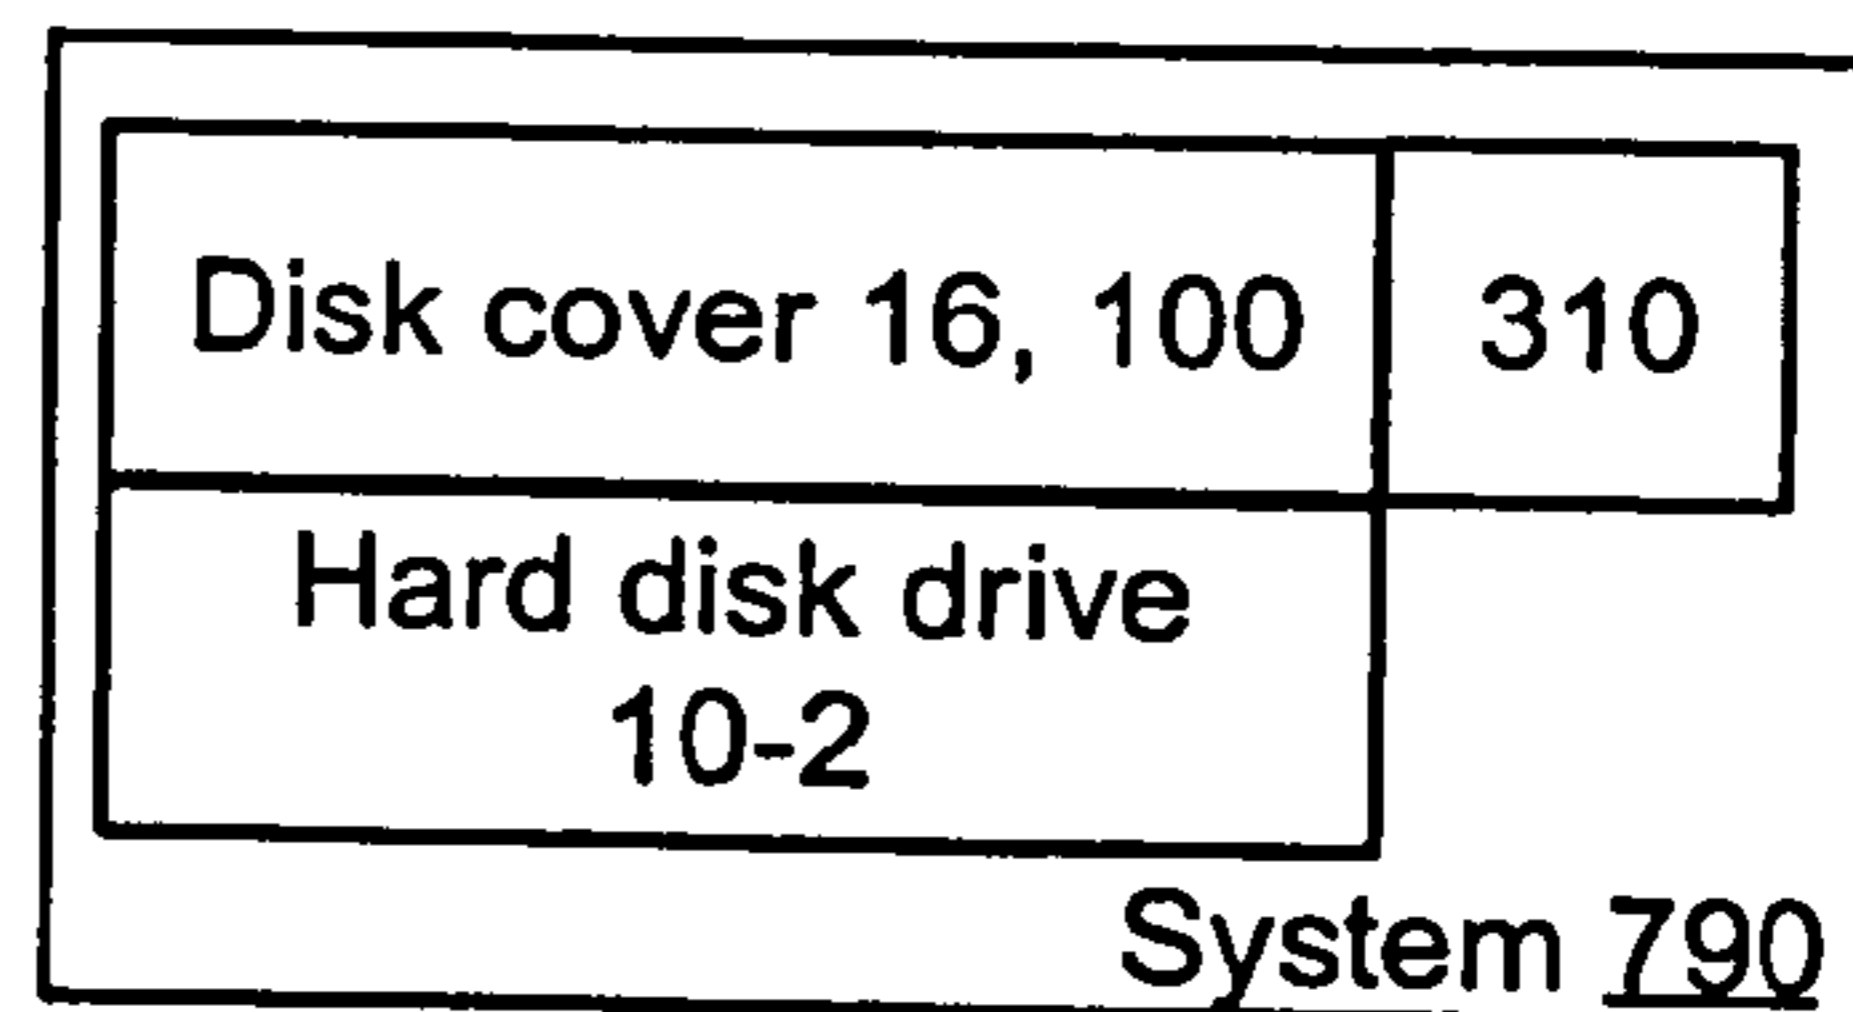 Disk cover 16, 100
310
Hard disk drive
10-2
System 790